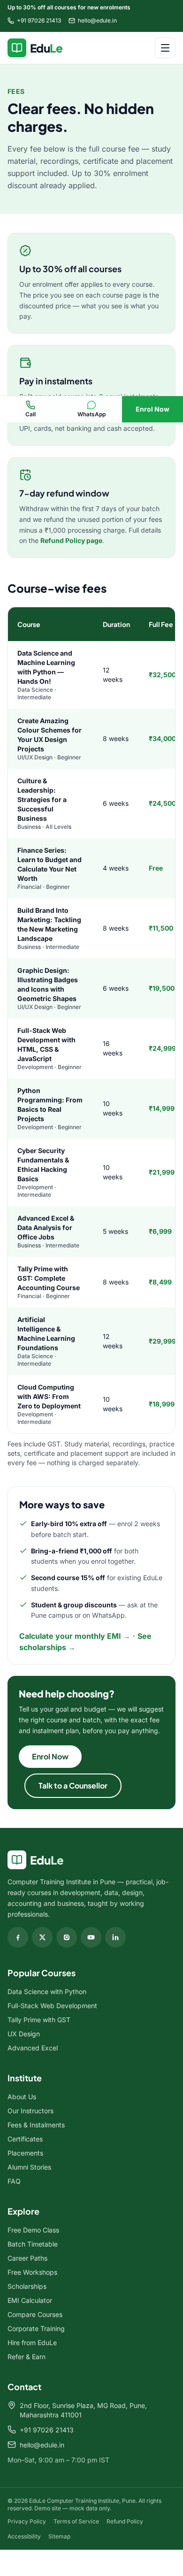 Up to 30% off all courses for new enrolments
+91 97026 21413 hello@edule.in
EduLe
FEES
Clear fees. No hidden
charges.
Every fee below is the full course fee — study
material, recordings, certificate and placement
support included. Up to 30% enrolment
discount already applied.
Up to 30% off all courses
Our enrolment offer applies to every course.
The price you see on each course page is the
discounted price — what you see is what you
pay.
Pay in instalments
Call
WhatsApp
Enrol Now
UPI, cards, net banking and cash accepted.
7-day refund window
Withdraw within the first 7 days of your batch
and we refund the unused portion of your fees
minus a ₹1,000 processing charge. Full details
on the Refund Policy page.
Course-wise fees
Course Duration Full Fee
Data Science and
Machine Learning
with Python —
Hands On!
Data Science ·
Intermediate
12
weeks
₹32,500
Create Amazing
Colour Schemes for
Your UX Design
Projects
UI/UX Design · Beginner
8 weeks
₹34,000
Culture &
Leadership:
Strategies for a
Successful
Business
Business · All Levels
6 weeks
₹24,500
Finance Series:
Learn to Budget and
Calculate Your Net
Worth
Financial · Beginner
4 weeks
Free
Build Brand Into
Marketing: Tackling
the New Marketing
Landscape
Business · Intermediate
8 weeks
₹11,500
Graphic Design:
Illustrating Badges
and Icons with
Geometric Shapes
UI/UX Design · Beginner
6 weeks
₹19,500
Full-Stack Web
Development with
HTML, CSS &
JavaScript
Development · Beginner
16
weeks
₹24,999
Python
Programming: From
Basics to Real
Projects
Development · Beginner
10
weeks
₹14,999
Cyber Security
Fundamentals &
Ethical Hacking
Basics
Development ·
Intermediate
10
weeks
₹21,999
Advanced Excel &
Data Analysis for
Office Jobs
Business · Intermediate
5 weeks
₹6,999
Tally Prime with
GST: Complete
Accounting Course
Financial · Beginner
8 weeks
₹8,499
Artificial
Intelligence &
Machine Learning
Foundations
Data Science ·
Intermediate
12
weeks
₹29,999
Cloud Computing
with AWS: From
Zero to Deployment
Development ·
Intermediate
10
weeks
₹18,999
Fees include GST. Study material, recordings, practice
sets, certificate and placement support are included in
every fee — nothing is charged separately.
More ways to save
Early-bird 10% extra off — enrol 2 weeks
before batch start.
Bring-a-friend ₹1,000 off for both
students when you enrol together.
Second course 15% off for existing EduLe
students.
Student & group discounts — ask at the
Pune campus or on WhatsApp.
Calculate your monthly EMI → · See
scholarships →
Need help choosing?
Tell us your goal and budget — we will suggest
the right course and batch, with the exact fee
and instalment plan, before you pay anything.
Enrol Now
Talk to a Counsellor
EduLe
Computer Training Institute in Pune — practical, job-
ready courses in development, data, design,
accounting and business, taught by working
professionals.
Popular Courses
Data Science with Python
Full-Stack Web Development
Tally Prime with GST
UX Design
Advanced Excel
Institute
About Us
Our Instructors
Fees & Instalments
Certificates
Placements
Alumni Stories
FAQ
Explore
Free Demo Class
Batch Timetable
Career Paths
Free Workshops
Scholarships
EMI Calculator
Compare Courses
Corporate Training
Hire from EduLe
Refer & Earn
Contact
2nd Floor, Sunrise Plaza, MG Road, Pune,
Maharashtra 411001
+91 97026 21413
hello@edule.in
Mon–Sat, 9:00 am – 7:00 pm IST
© 2026 EduLe Computer Training Institute, Pune. All rights
reserved. Demo site — mock data only.
Privacy Policy Terms of Service Refund Policy
Accessibility Sitemap